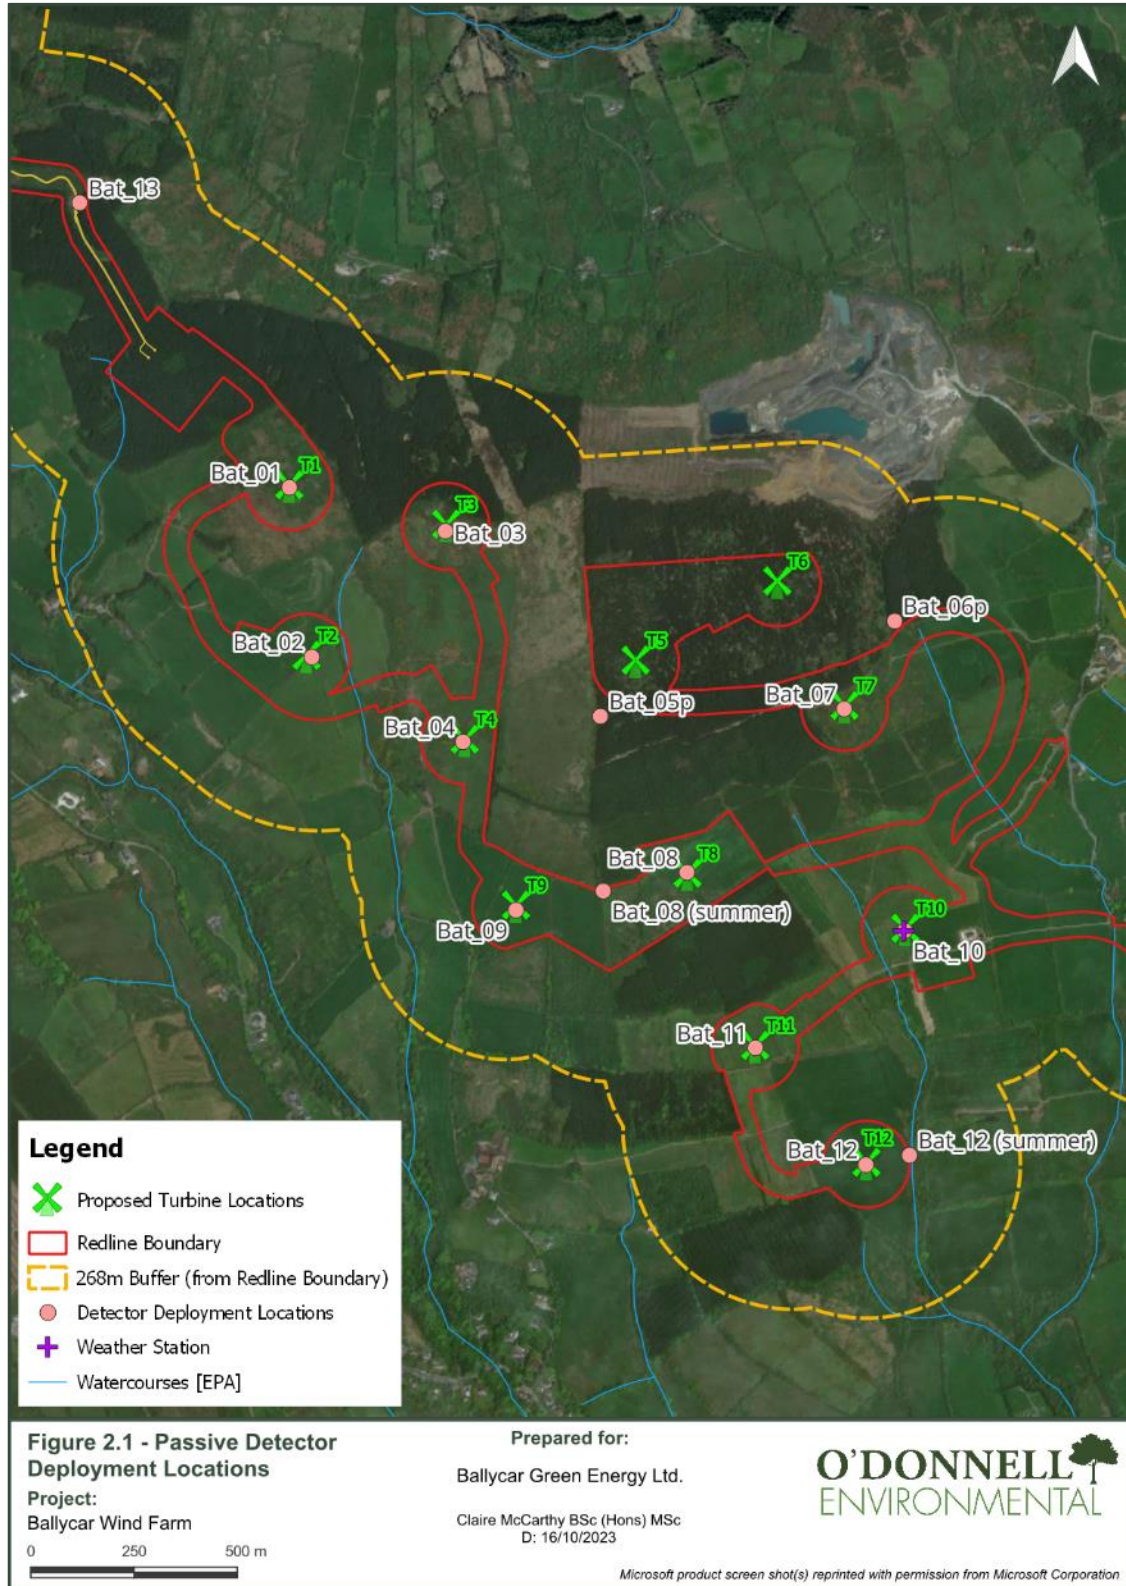 Bat_13
Bat_01
T1
T3
Bat_03
T6
Bat_06p
Bat_02
T2
T5
Bat_05p
Bat_07
T7
Bat_04
T4
Bat_08
T8
Bat_08 (summer)
T9
Bat_09
T10
Bat_10
Bat_11
T11
Bat_12
T12
Bat_12 (summer)
Legend
Proposed Turbine Locations
Redline Boundary
268m Buffer (from Redline Boundary)
Detector Deployment Locations
Weather Station
Watercourses [EPA]
Figure 2.1 - Passive Detector
Deployment Locations
Project:
Ballycar Wind Farm
0 250 500 m
Prepared for:
Ballycar Green Energy Ltd.
Claire McCarthy BSc (Hons) MSc
D: 16/10/2023
O'DONNELL
ENVIRONMENTAL
Microsoft product screen shot(s) reprinted with permission from Microsoft Corporation